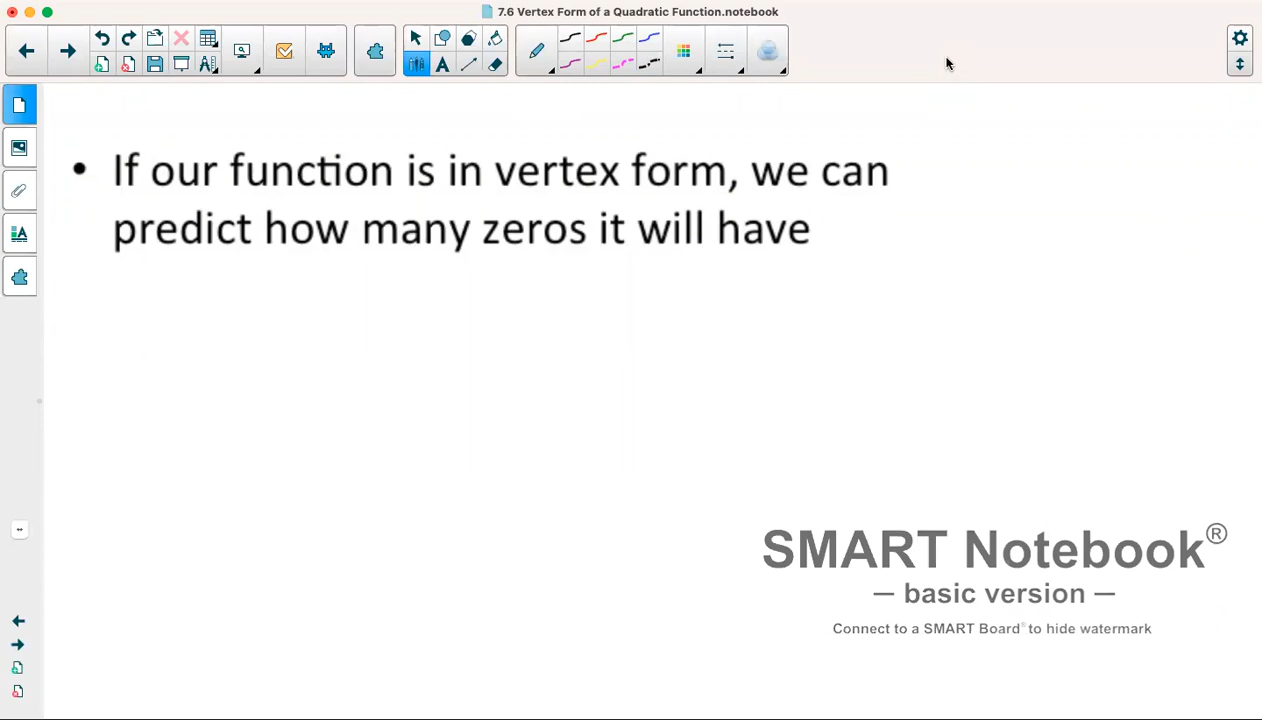 7.6 Vertex Form of a Quadratic Function.notebook
• If our function is in vertex form, we can
predict how many zeros it will have
SMART Notebook®
— basic version —
Connect to a SMART Board® to hide watermark